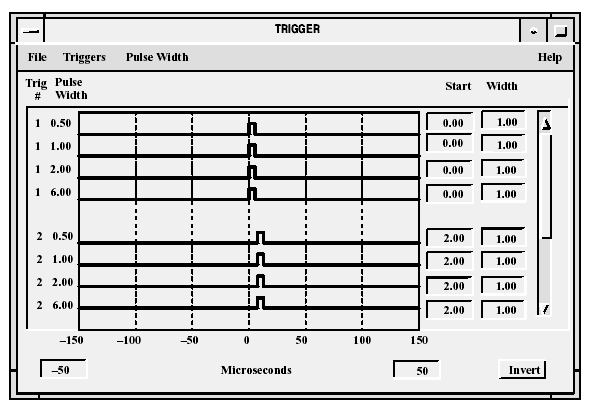 TRIGGER
File Triggers Pulse Width Help
Trig Pulse Start Width
# Width
1 0.50 0.00 1.00
1 1.00 0.00 1.00
1 2.00 0.00 1.00
1 6.00 0.00 1.00
2 0.50 2.00 1.00
2 1.00 2.00 1.00
2 2.00 2.00 1.00
2 6.00 2.00 1.00
–150 –100 –50 0 50 100 150
–50 Microseconds 50 Invert